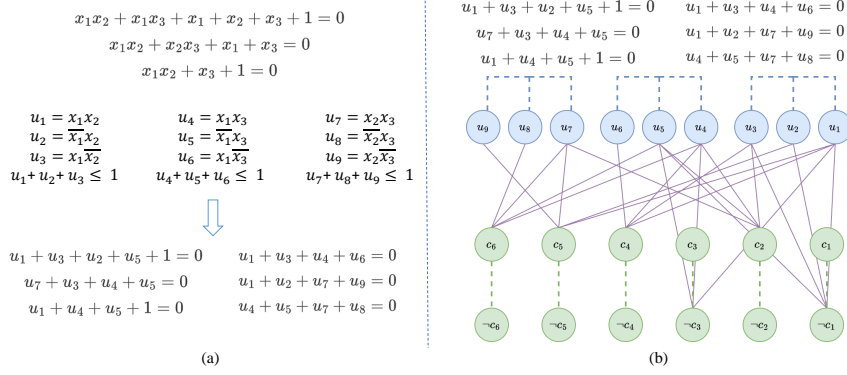 x₁x₂ + x₁x₃ + x₁ + x₂ + x₃ + 1 = 0
x₁x₂ + x₂x₃ + x₁ + x₃ = 0
x₁x₂ + x₃ + 1 = 0
u₁ = x₁x₂ u₄ = x₁x₃ u₇ = x₂x₃
u₂ = x̅₁x₂ u₅ = x̅₁x₃ u₈ = x̅₂x₃
u₃ = x₁x̅₂ u₆ = x₁x̅₃ u₉ = x₂x̅₃
u₁+ u₂+ u₃ ≤ 1 u₄+ u₅+ u₆ ≤ 1 u₇+ u₈+ u₉ ≤ 1
u₁ + u₃ + u₂ + u₅ + 1 = 0 u₁ + u₃ + u₄ + u₆ = 0
u₇ + u₃ + u₄ + u₅ = 0 u₁ + u₂ + u₇ + u₉ = 0
u₁ + u₄ + u₅ + 1 = 0 u₄ + u₅ + u₇ + u₈ = 0
(a)
u₁ + u₃ + u₂ + u₅ + 1 = 0 u₁ + u₃ + u₄ + u₆ = 0
u₇ + u₃ + u₄ + u₅ = 0 u₁ + u₂ + u₇ + u₉ = 0
u₁ + u₄ + u₅ + 1 = 0 u₄ + u₅ + u₇ + u₈ = 0
u₉ u₈ u₇ u₆ u₅ u₄ u₃ u₂ u₁
c₆ c₅ c₄ c₃ c₂ c₁
¬c₆ ¬c₅ ¬c₄ ¬c₃ ¬c₂ ¬c₁
(b)